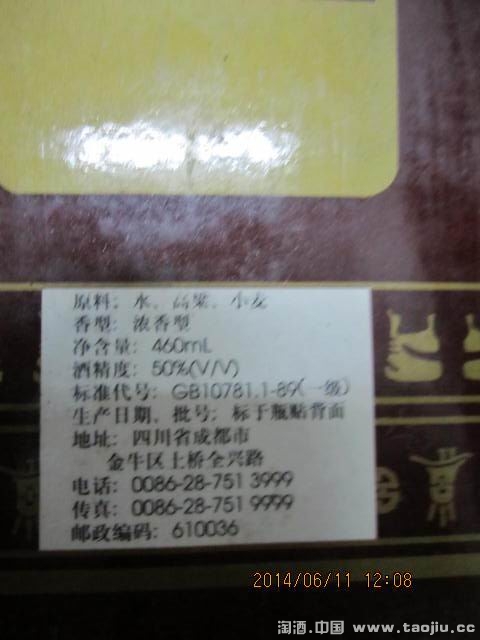 原料：水、高粱、小麦
香型：浓香型
净含量：460mL
酒精度：50%(V/V)
标准代号：GB10781.1-89(一级)
生产日期、批号：标于瓶贴背面
地址：四川省成都市
金牛区土桥全兴路
电话：0086-28-751 3999
传真：0086-28-751 9999
邮政编码：610036
2014/06/11 12:08
淘酒.中国 www.taojiu.cc